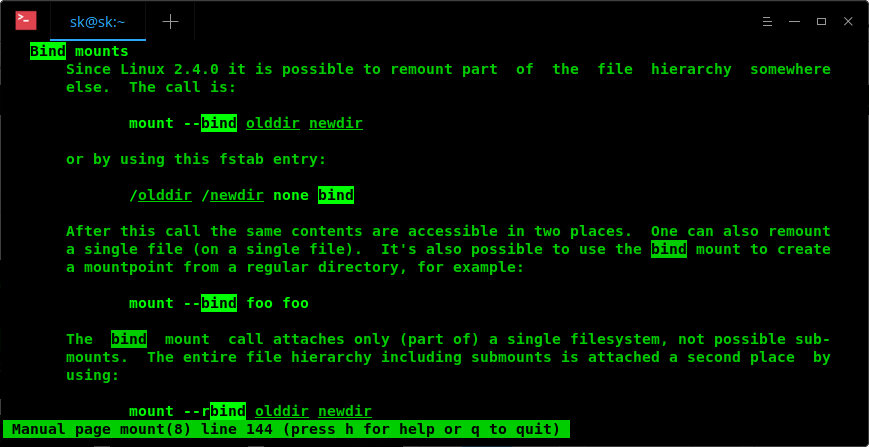 sk@sk:~
Bind mounts
Since Linux 2.4.0 it is possible to remount part  of  the  file  hierarchy  somewhere
else.  The call is:
mount --bind olddir newdir
or by using this fstab entry:
/olddir /newdir none bind
After this call the same contents are accessible in two places.  One can also remount
a single file (on a single file).  It's also possible to use the bind mount to create
a mountpoint from a regular directory, for example:
mount --bind foo foo
The  bind  mount  call attaches only (part of) a single filesystem, not possible sub-
mounts.  The entire file hierarchy including submounts is attached a second place  by
using:
mount --rbind olddir newdir
Manual page mount(8) line 144 (press h for help or q to quit)